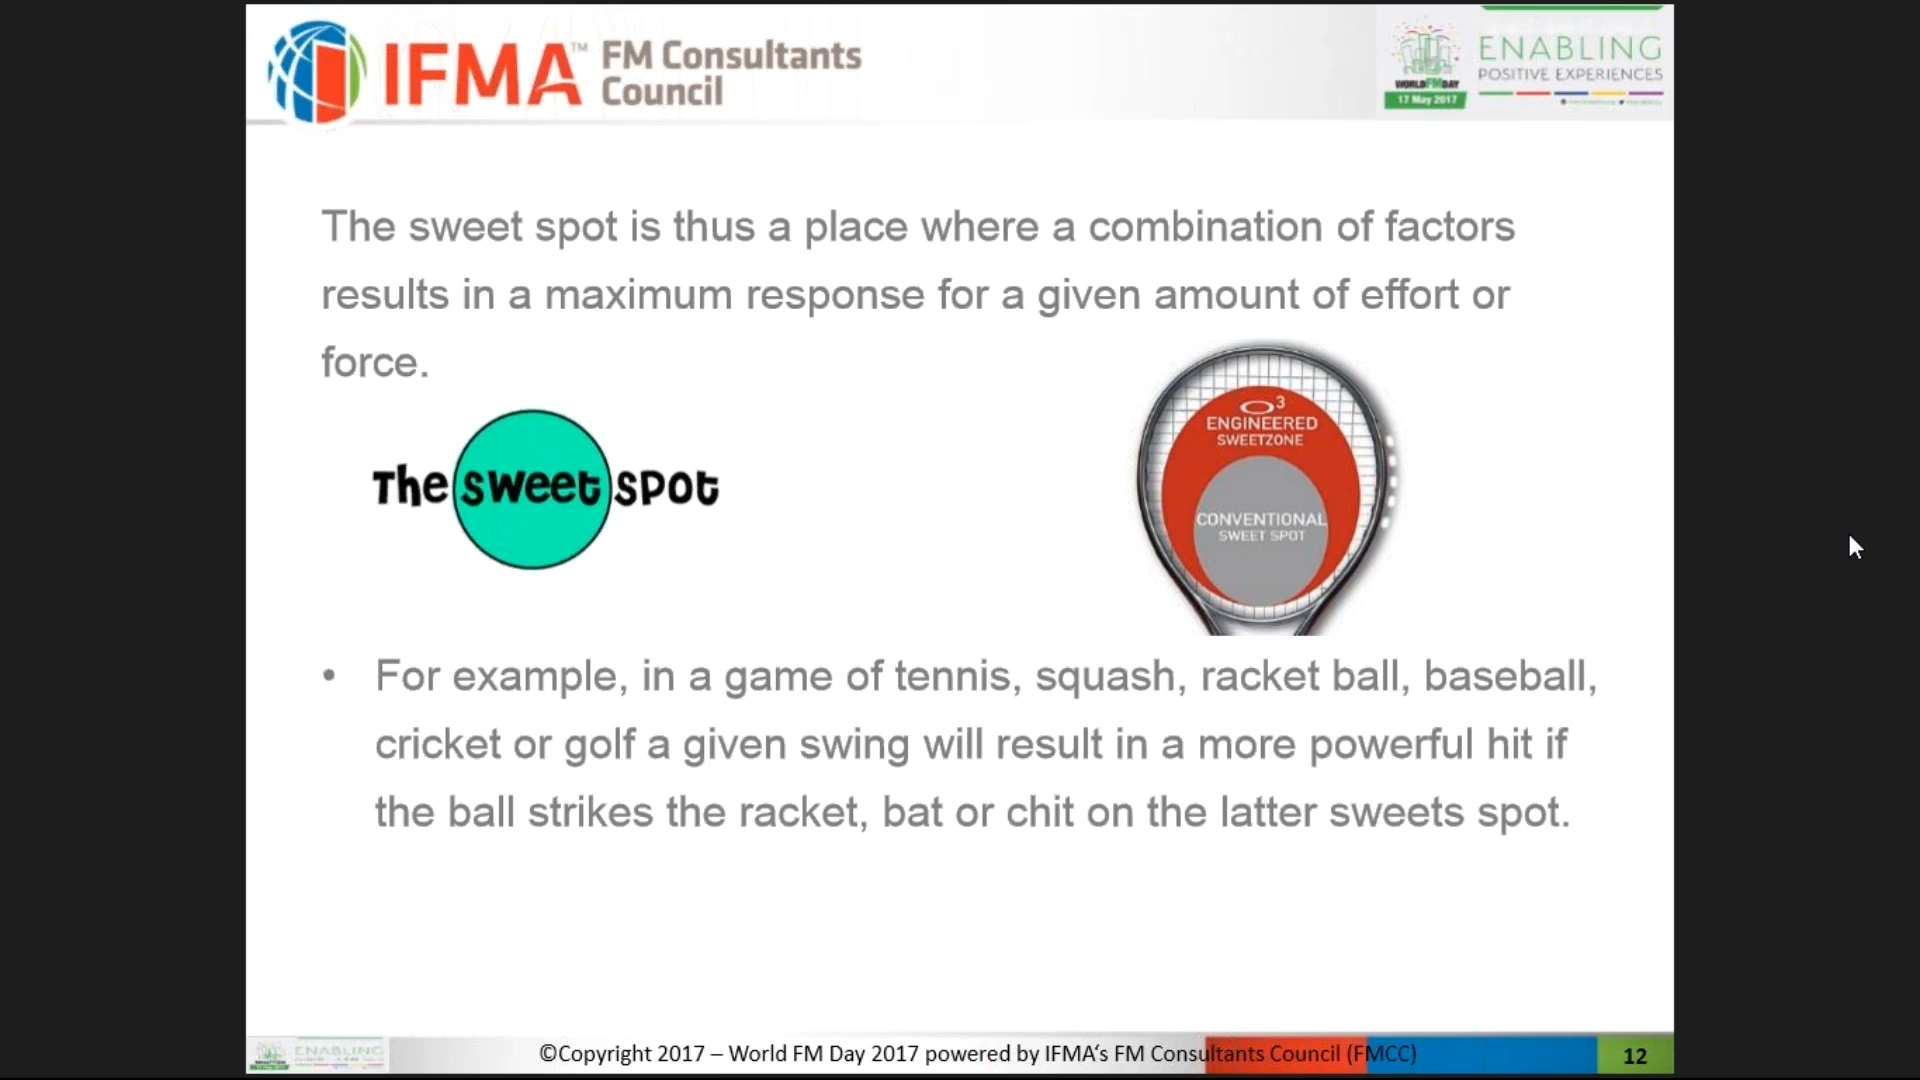 IFMA™ FM Consultants
Council
WORLD FM DAY
17 May 2017
ENABLING
POSITIVE EXPERIENCES
The sweet spot is thus a place where a combination of factors
results in a maximum response for a given amount of effort or
force.
The sweet spot
3
ENGINEERED
SWEETZONE
CONVENTIONAL
SWEET SPOT
• For example, in a game of tennis, squash, racket ball, baseball,
cricket or golf a given swing will result in a more powerful hit if
the ball strikes the racket, bat or chit on the latter sweets spot.
ENABLING
©Copyright 2017 – World FM Day 2017 powered by IFMA‘s FM Consultants Council (FMCC)
12